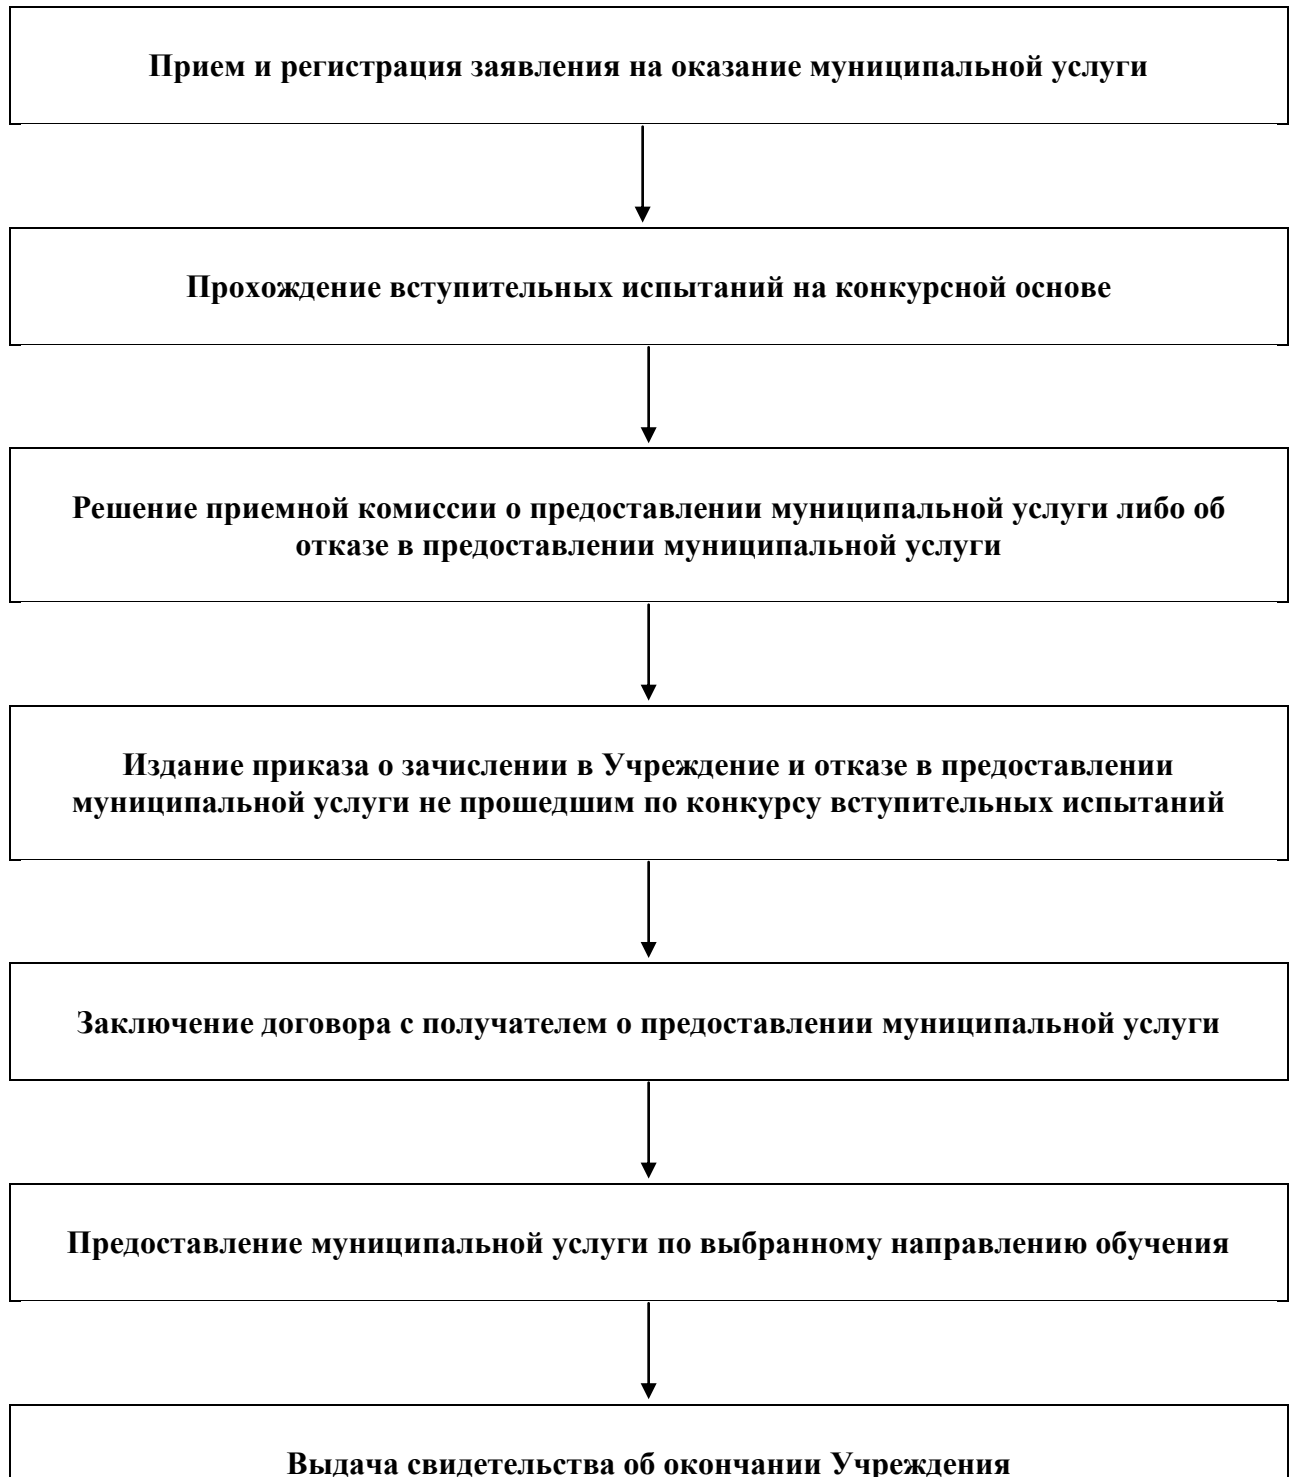 Прием и регистрация заявления на оказание муниципальной услуги
Прохождение вступительных испытаний на конкурсной основе
Решение приемной комиссии о предоставлении муниципальной услуги либо об
отказе в предоставлении муниципальной услуги
Издание приказа о зачислении в Учреждение и отказе в предоставлении
муниципальной услуги не прошедшим по конкурсу вступительных испытаний
Заключение договора с получателем о предоставлении муниципальной услуги
Предоставление муниципальной услуги по выбранному направлению обучения
Выдача свидетельства об окончании Учреждения